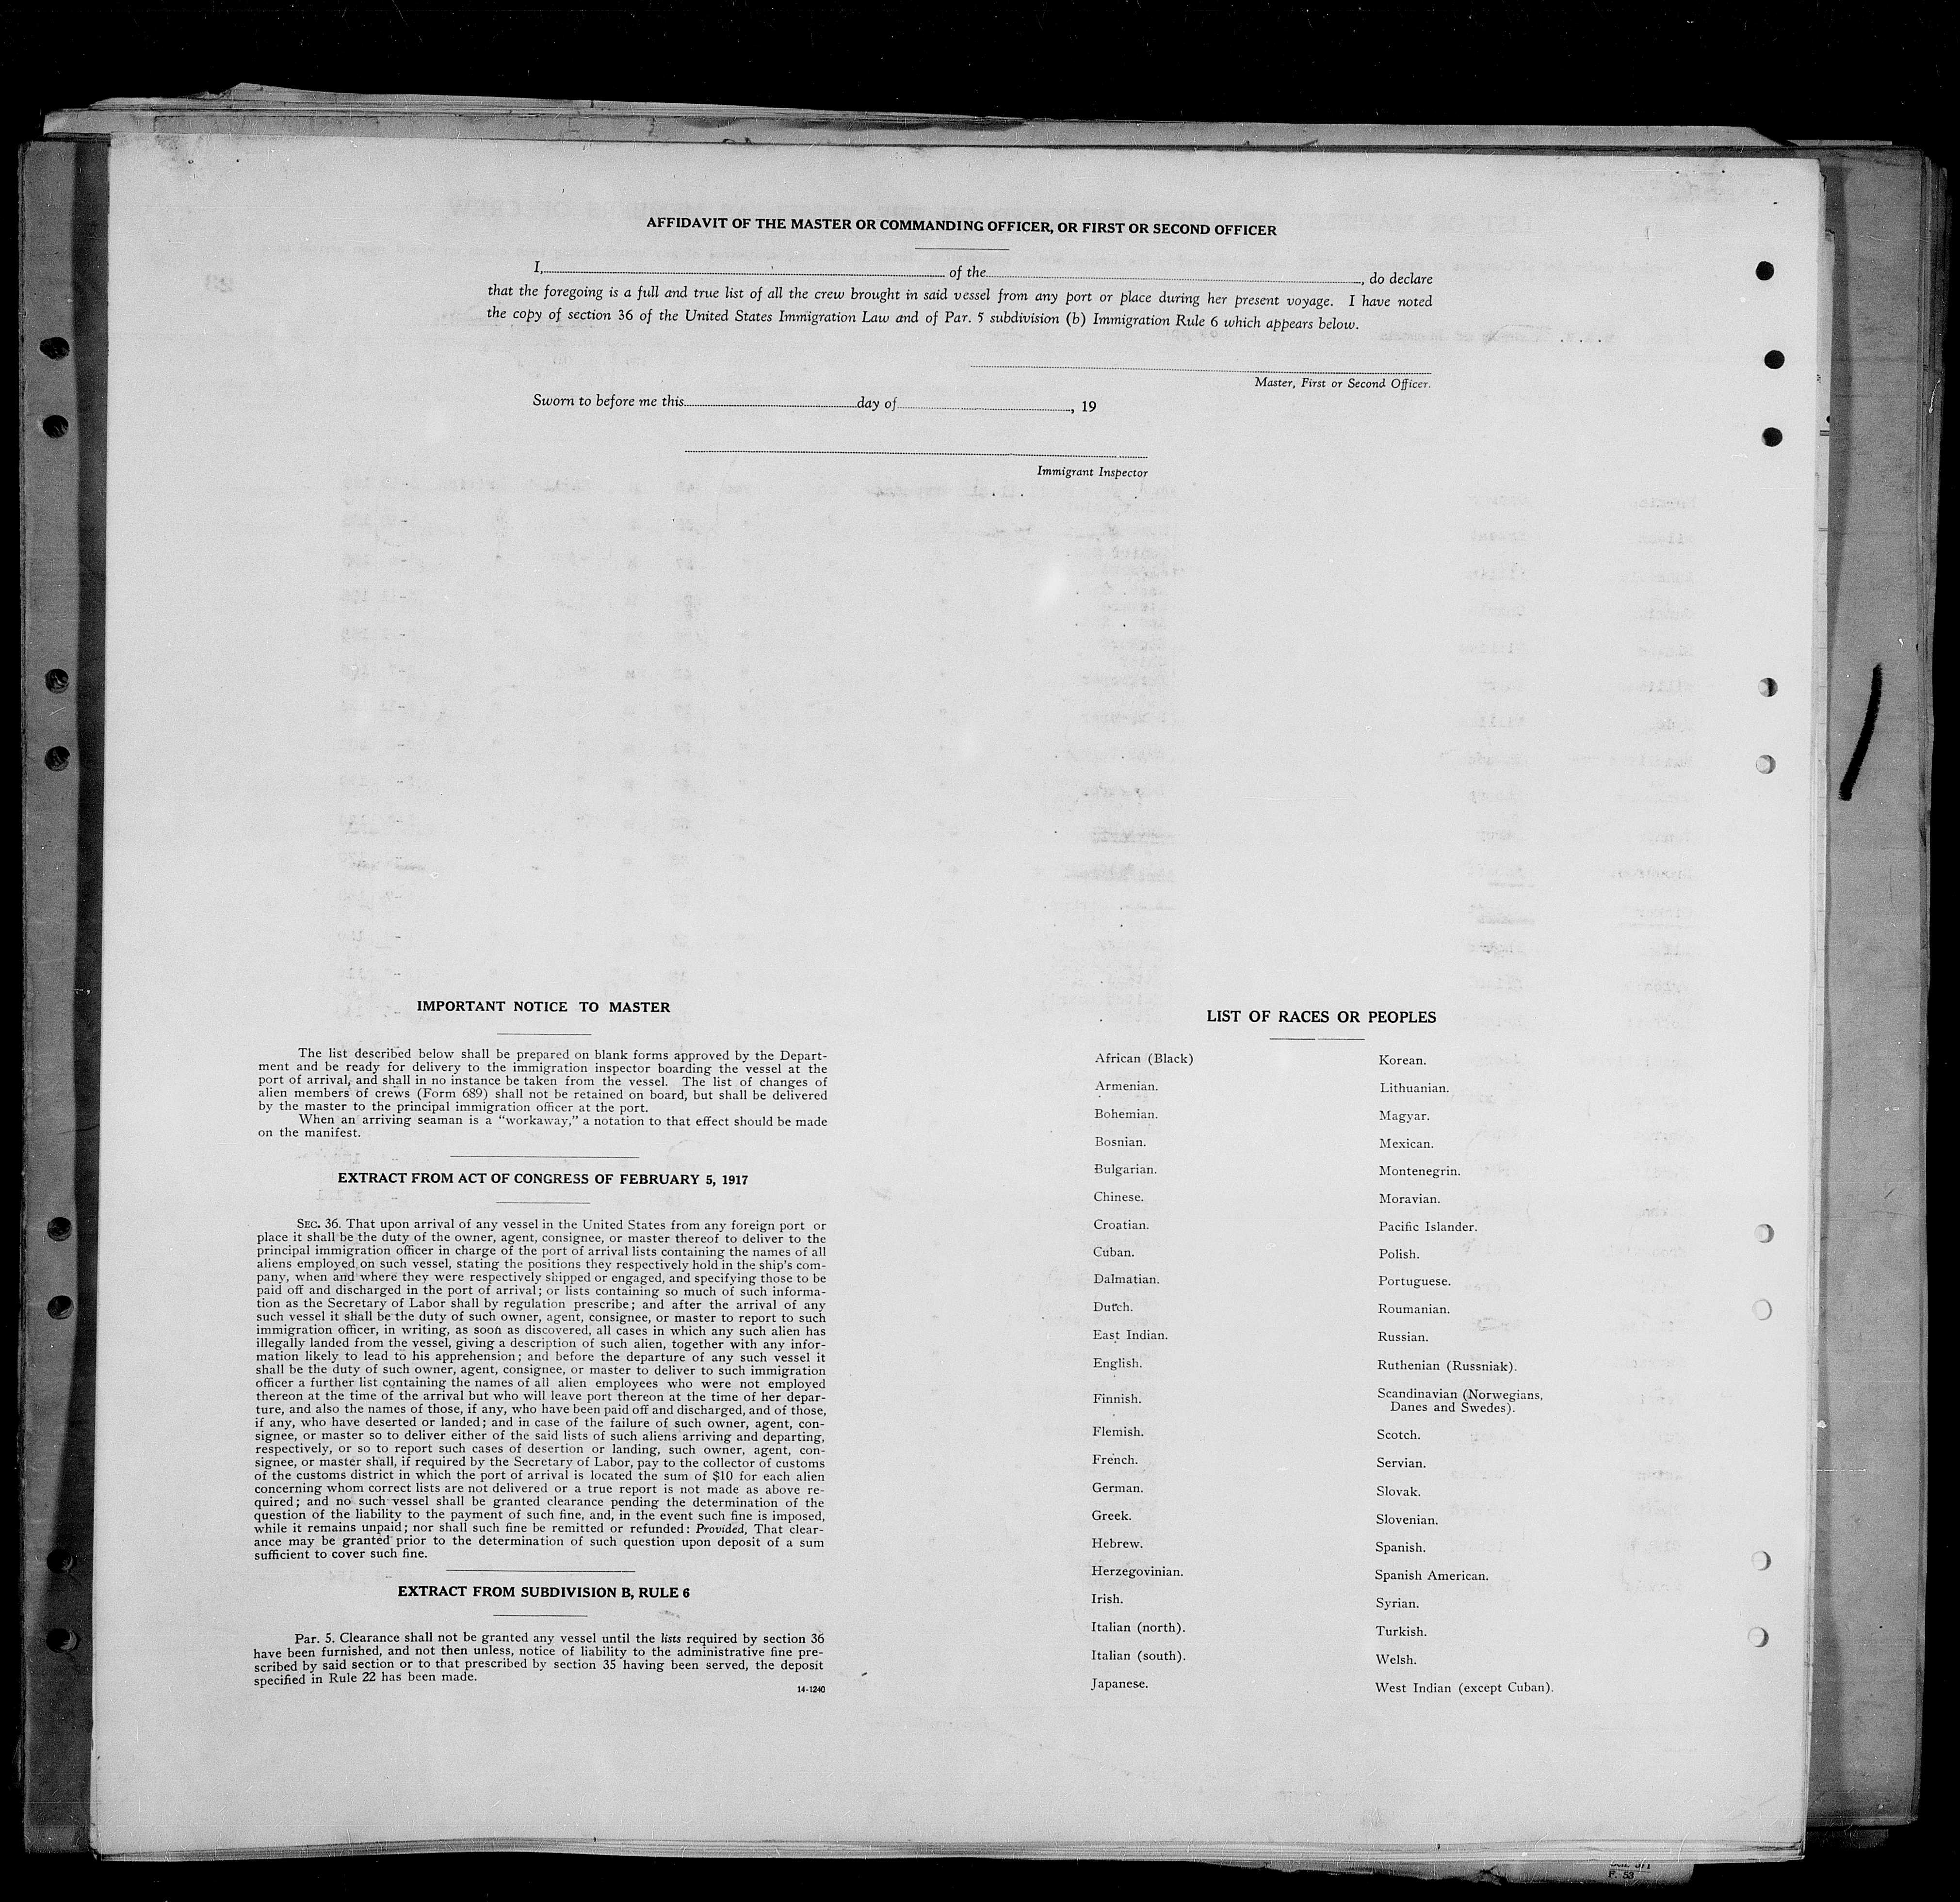 AFFIDAVIT OF THE MASTER OR COMMANDING OFFICER, OR FIRST OR SECOND OFFICER
I, of the , do declare
that the foregoing is a full and true list of all the crew brought in said vessel from any port or place during her present voyage. I have noted
the copy of section 36 of the United States Immigration Law and of Par. 5 subdivision (b) Immigration Rule 6 which appears below.
Master, First or Second Officer.
Sworn to before me this day of , 19
Immigrant Inspector
IMPORTANT NOTICE TO MASTER
The list described below shall be prepared on blank forms approved by the Depart-
ment and be ready for delivery to the immigration inspector boarding the vessel at the
port of arrival, and shall in no instance be taken from the vessel. The list of changes of
alien members of crews (Form 689) shall not be retained on board, but shall be delivered
by the master to the principal immigration officer at the port.
When an arriving seaman is a "workaway," a notation to that effect should be made
on the manifest.
EXTRACT FROM ACT OF CONGRESS OF FEBRUARY 5, 1917
SEC. 36. That upon arrival of any vessel in the United States from any foreign port or
place it shall be the duty of the owner, agent, consignee, or master thereof to deliver to the
principal immigration officer in charge of the port of arrival lists containing the names of all
aliens employed on such vessel, stating the positions they respectively hold in the ship's com-
pany, when and where they were respectively shipped or engaged, and specifying those to be
paid off and discharged in the port of arrival; or lists containing so much of such informa-
tion as the Secretary of Labor shall by regulation prescribe; and after the arrival of any
such vessel it shall be the duty of such owner, agent, consignee, or master to report to such
immigration officer, in writing, as soon as discovered, all cases in which any such alien has
illegally landed from the vessel, giving a description of such alien, together with any infor-
mation likely to lead to his apprehension; and before the departure of any such vessel it
shall be the duty of such owner, agent, consignee, or master to deliver to such immigration
officer a further list containing the names of all alien employees who were not employed
thereon at the time of the arrival but who will leave port thereon at the time of her depar-
ture, and also the names of those, if any, who have been paid off and discharged, and of those,
if any, who have deserted or landed; and in case of the failure of such owner, agent, con-
signee, or master so to deliver either of the said lists of such aliens arriving and departing,
respectively, or so to report such cases of desertion or landing, such owner, agent, con-
signee, or master shall, if required by the Secretary of Labor, pay to the collector of customs
of the customs district in which the port of arrival is located the sum of $10 for each alien
concerning whom correct lists are not delivered or a true report is not made as above re-
quired; and no such vessel shall be granted clearance pending the determination of the
question of the liability to the payment of such fine, and, in the event such fine is imposed,
while it remains unpaid; nor shall such fine be remitted or refunded: Provided, That clear-
ance may be granted prior to the determination of such question upon deposit of a sum
sufficient to cover such fine.
EXTRACT FROM SUBDIVISION B, RULE 6
Par. 5. Clearance shall not be granted any vessel until the lists required by section 36
have been furnished, and not then unless, notice of liability to the administrative fine pre-
scribed by said section or to that prescribed by section 35 having been served, the deposit
specified in Rule 22 has been made.
14-1240
LIST OF RACES OR PEOPLES
African (Black)
Armenian.
Bohemian.
Bosnian.
Bulgarian.
Chinese.
Croatian.
Cuban.
Dalmatian.
Dutch.
East Indian.
English.
Finnish.
Flemish.
French.
German.
Greek.
Hebrew.
Herzegovinian.
Irish.
Italian (north).
Italian (south).
Japanese.
Korean.
Lithuanian.
Magyar.
Mexican.
Montenegrin.
Moravian.
Pacific Islander.
Polish.
Portuguese.
Roumanian.
Russian.
Ruthenian (Russniak).
Scandinavian (Norwegians,
Danes and Swedes).
Scotch.
Servian.
Slovak.
Slovenian.
Spanish.
Spanish American.
Syrian.
Turkish.
Welsh.
West Indian (except Cuban).
P. 53